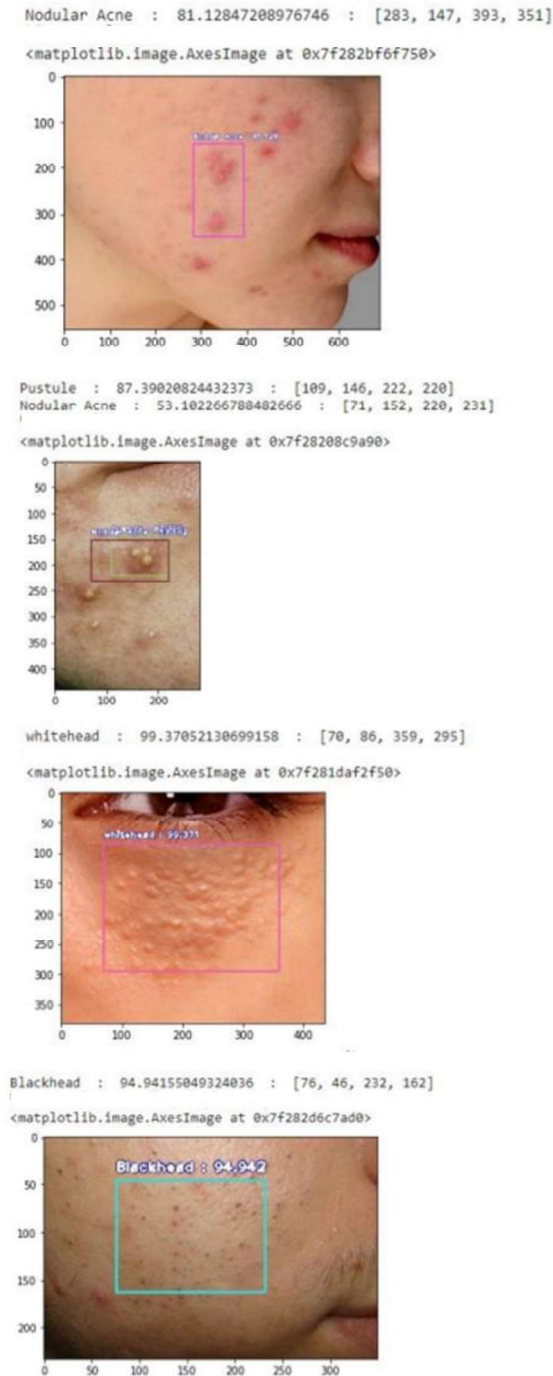 Nodular Acne : 81.12847208976746 : [283, 147, 393, 351]
<matplotlib.image.AxesImage at 0x7f282bf6f750>
0
100
200
300
400
500
0 100 200 300 400 500 600
Pustule : 87.39020824432373 : [109, 146, 222, 220]
Nodular Acne : 53.102266788482666 : [71, 152, 220, 231]
<matplotlib.image.AxesImage at 0x7f28208c9a90>
0
50
100
150
200
250
300
350
400
0 100 200
whitehead : 99.37052130699158 : [70, 86, 359, 295]
<matplotlib.image.AxesImage at 0x7f281daf2f50>
0
50
whitehead : 99.371
100
150
200
250
300
350
0 100 200 300 400
Blackhead : 94.94155049324036 : [76, 46, 232, 162]
<matplotlib.image.AxesImage at 0x7f282d6c7ad0>
0
Blackhead : 94.942
50
100
150
200
0 50 100 150 200 250 300